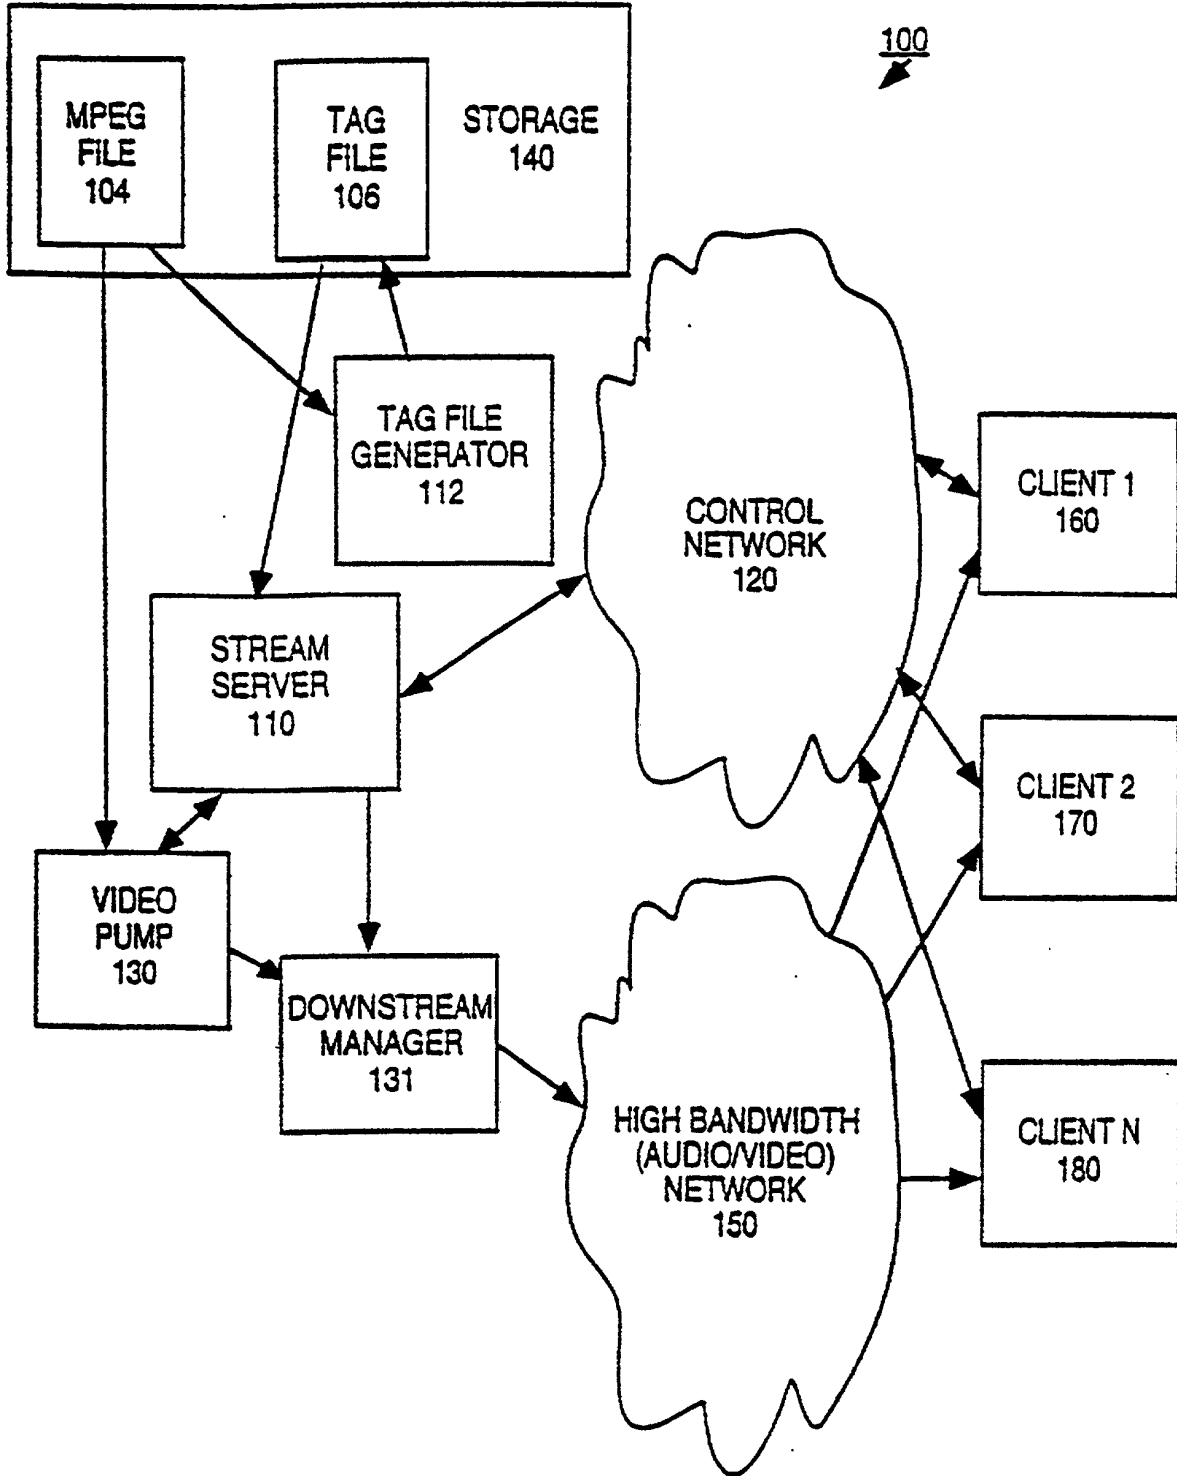 100
MPEG
FILE
104
TAG
FILE
106
STORAGE
140
TAG FILE
GENERATOR
112
CONTROL
NETWORK
120
CLIENT 1
160
STREAM
SERVER
110
CLIENT 2
170
VIDEO
PUMP
130
DOWNSTREAM
MANAGER
131
HIGH BANDWIDTH
(AUDIO/VIDEO)
NETWORK
150
CLIENT N
180